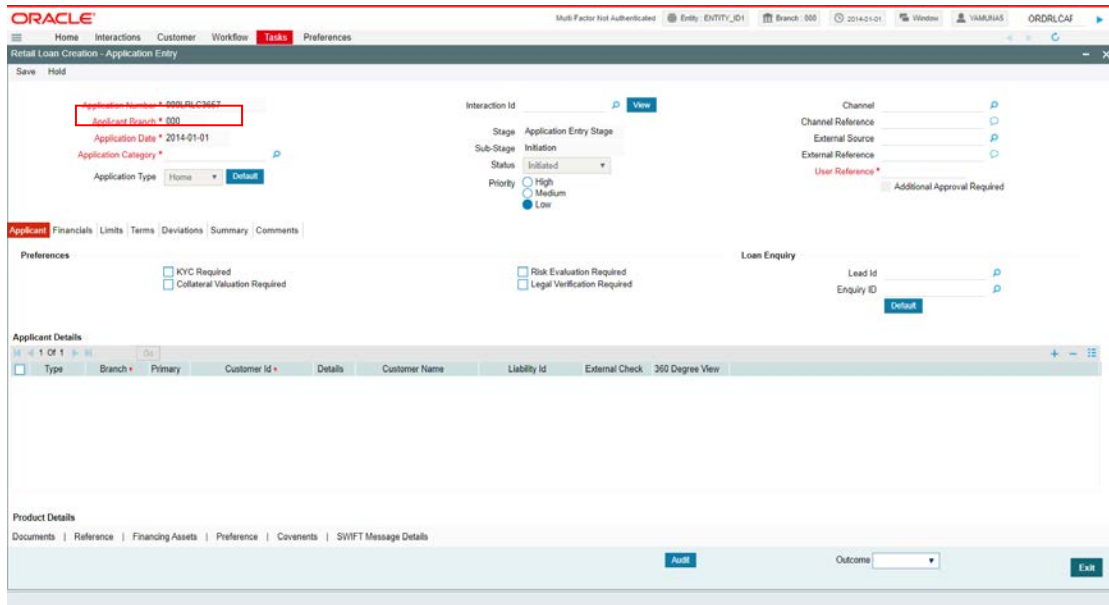 ORACLE
Multi-Factor Not Authenticated Entity : ENTITY_ID1 Branch : 000 2014-01-01 Window YAMUNAS ORDRLCAF
Home Interactions Customer Workflow Tasks Preferences
Retail Loan Creation - Application Entry
Save Hold
Application Number * 000LRLC3657
Applicant Branch * 000
Application Date * 2014-01-01
Application Category *
Application Type Home Default
Interaction Id View
Stage Application Entry Stage
Sub-Stage Initiation
Status Initiated
Priority High
Medium
Low
Channel
Channel Reference
External Source
External Reference
User Reference *
Additional Approval Required
Applicant Financials Limits Terms Deviations Summary Comments
Preferences
KYC Required
Collateral Valuation Required
Risk Evaluation Required
Legal Verification Required
Loan Enquiry
Lead Id
Enquiry ID
Default
Applicant Details
1 Of 1 Go
Type Branch * Primary Customer Id * Details Customer Name Liability Id External Check 360 Degree View
Product Details
Documents | Reference | Financing Assets | Preference | Covenents | SWIFT Message Details
Audit Outcome
Exit